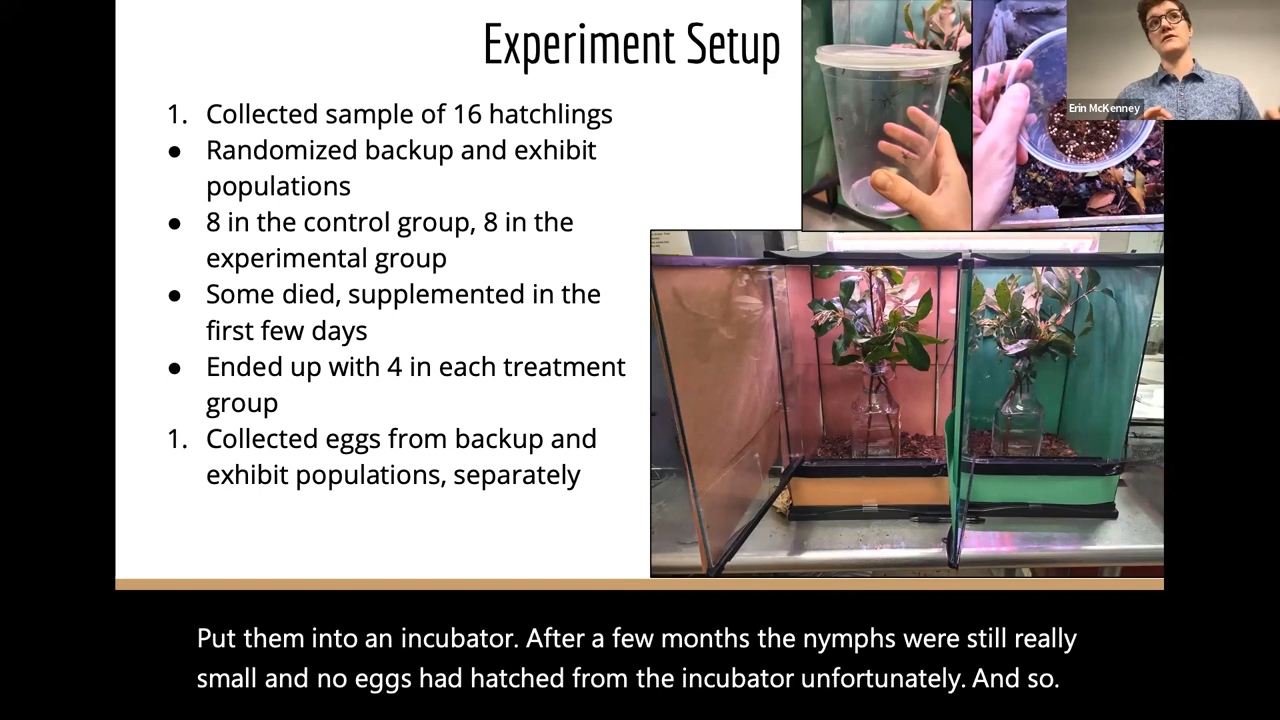 Experiment Setup
1. Collected sample of 16 hatchlings
● Randomized backup and exhibit
populations
● 8 in the control group, 8 in the
experimental group
● Some died, supplemented in the
first few days
● Ended up with 4 in each treatment
group
1. Collected eggs from backup and
exhibit populations, separately
Erin McKenney
Put them into an incubator. After a few months the nymphs were still really
small and no eggs had hatched from the incubator unfortunately. And so.